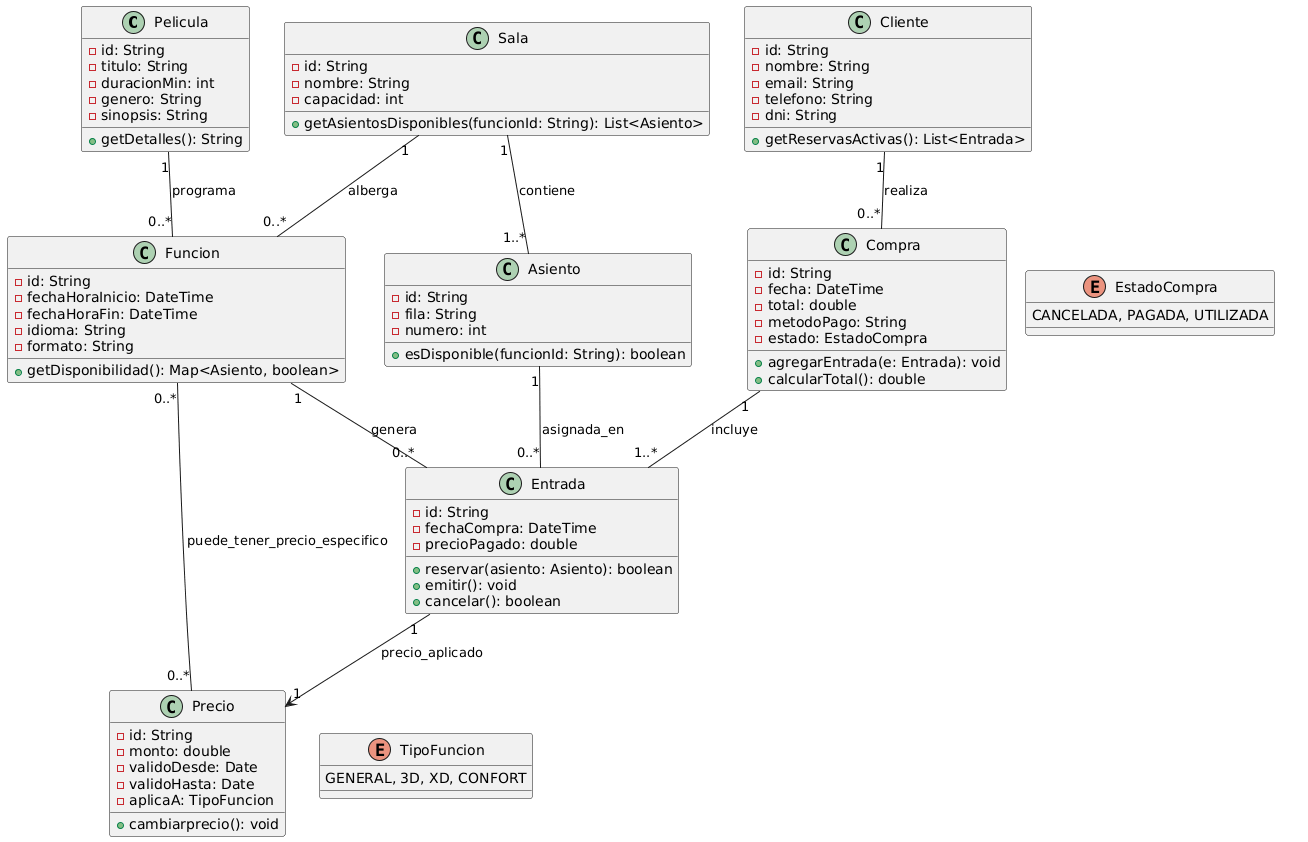 C Pelicula
id: String
titulo: String
duracionMin: int
genero: String
sinopsis: String
getDetalles(): String
C Sala
id: String
nombre: String
capacidad: int
getAsientosDisponibles(funcionId: String): List<Asiento>
C Cliente
id: String
nombre: String
email: String
telefono: String
dni: String
getReservasActivas(): List<Entrada>
1
programa
0..*
1
alberga
0..*
1
contiene
1..*
1
realiza
0..*
C Funcion
id: String
fechaHoraInicio: DateTime
fechaHoraFin: DateTime
idioma: String
formato: String
getDisponibilidad(): Map<Asiento, boolean>
C Asiento
id: String
fila: String
numero: int
esDisponible(funcionId: String): boolean
C Compra
id: String
fecha: DateTime
total: double
metodoPago: String
estado: EstadoCompra
agregarEntrada(e: Entrada): void
calcularTotal(): double
E EstadoCompra
CANCELADA, PAGADA, UTILIZADA
0..*
puede_tener_precio_especifico
0..*
1
genera
0..*
1
asignada_en
0..*
1
incluye
1..*
C Entrada
id: String
fechaCompra: DateTime
precioPagado: double
reservar(asiento: Asiento): boolean
emitir(): void
cancelar(): boolean
1
precio_aplicado
1
C Precio
id: String
monto: double
validoDesde: Date
validoHasta: Date
aplicaA: TipoFuncion
cambiarprecio(): void
E TipoFuncion
GENERAL, 3D, XD, CONFORT